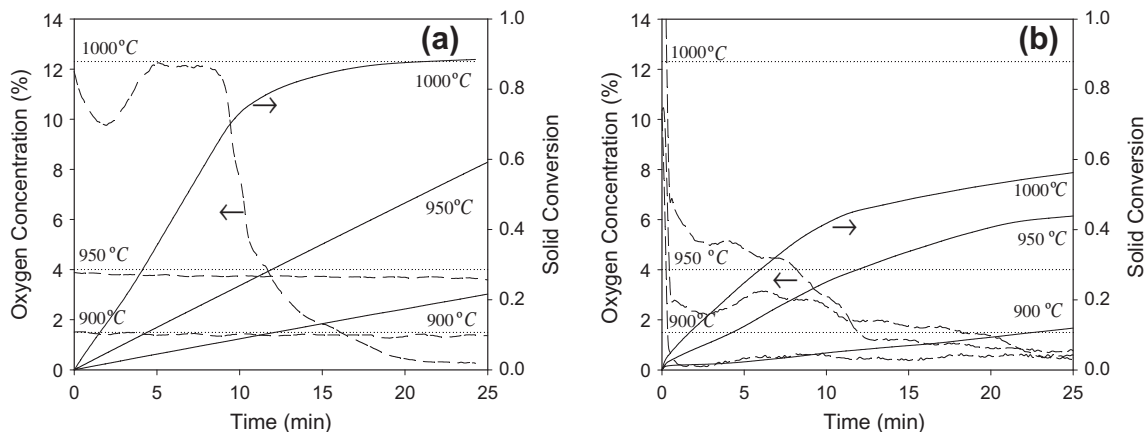 (a)
Oxygen Concentration (%)
14
12
10
8
6
4
2
0
1000°C
950°C
900°C
1000°C
950°C
900°C
1.0
0.8
0.6
0.4
0.2
0.0
Solid Conversion
0 5 10 15 20 25
Time (min)
(b)
Oxygen Concentration (%)
14
12
10
8
6
4
2
0
1000°C
950°C
900°C
1000°C
950°C
900°C
1.0
0.8
0.6
0.4
0.2
0.0
Solid Conversion
0 5 10 15 20 25
Time (min)